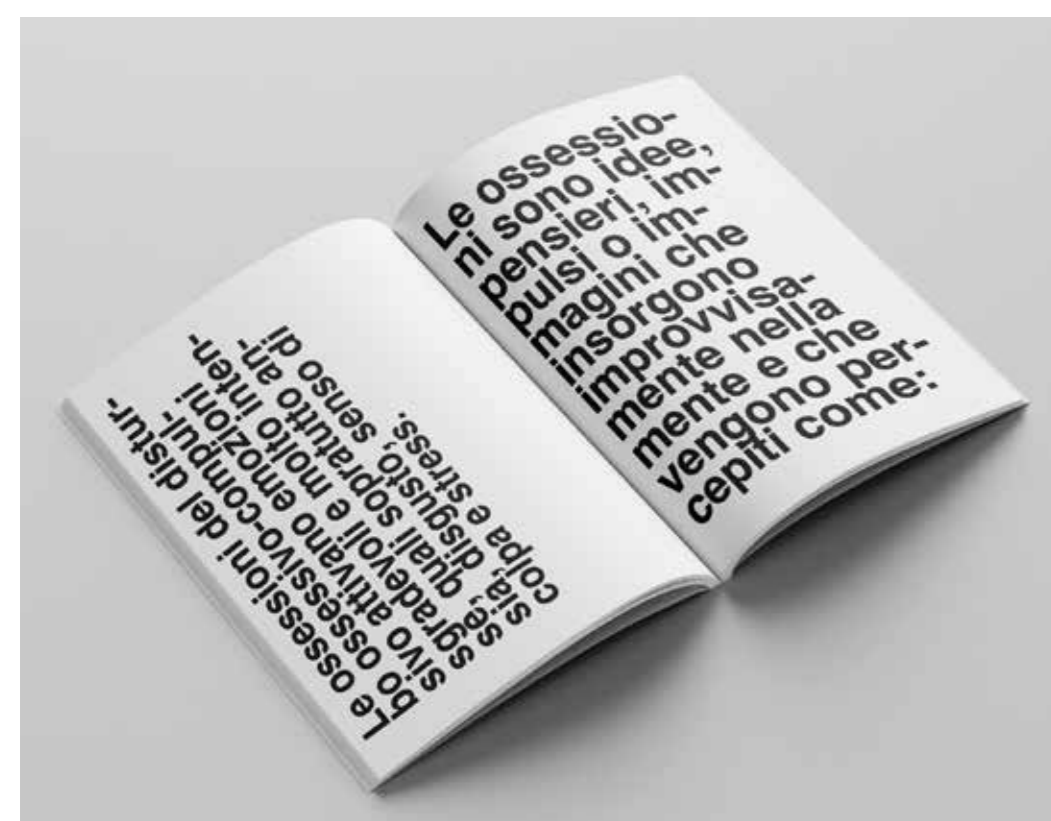 Le ossessioni del distur-
bo ossessivo-compul-
sivo attivano emozioni
sgradevoli e molto inten-
se, quali sopratutto an-
sia, disgusto, senso di
colpa e stress.
Le ossessio-
ni sono idee,
pensieri, im-
pulsi o im-
magini che
insorgono
improvvisa-
mente nella
mente e che
vengono per-
cepiti come: